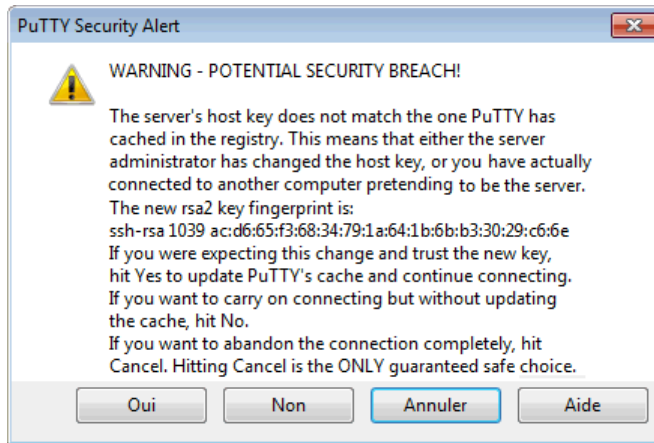 PuTTY Security Alert
WARNING - POTENTIAL SECURITY BREACH!
The server's host key does not match the one PuTTY has
cached in the registry. This means that either the server
administrator has changed the host key, or you have actually
connected to another computer pretending to be the server.
The new rsa2 key fingerprint is:
ssh-rsa 1039 ac:d6:65:f3:68:34:79:1a:64:1b:6b:b3:30:29:c6:6e
If you were expecting this change and trust the new key,
hit Yes to update PuTTY's cache and continue connecting.
If you want to carry on connecting but without updating
the cache, hit No.
If you want to abandon the connection completely, hit
Cancel. Hitting Cancel is the ONLY guaranteed safe choice.
Oui Non Annuler Aide